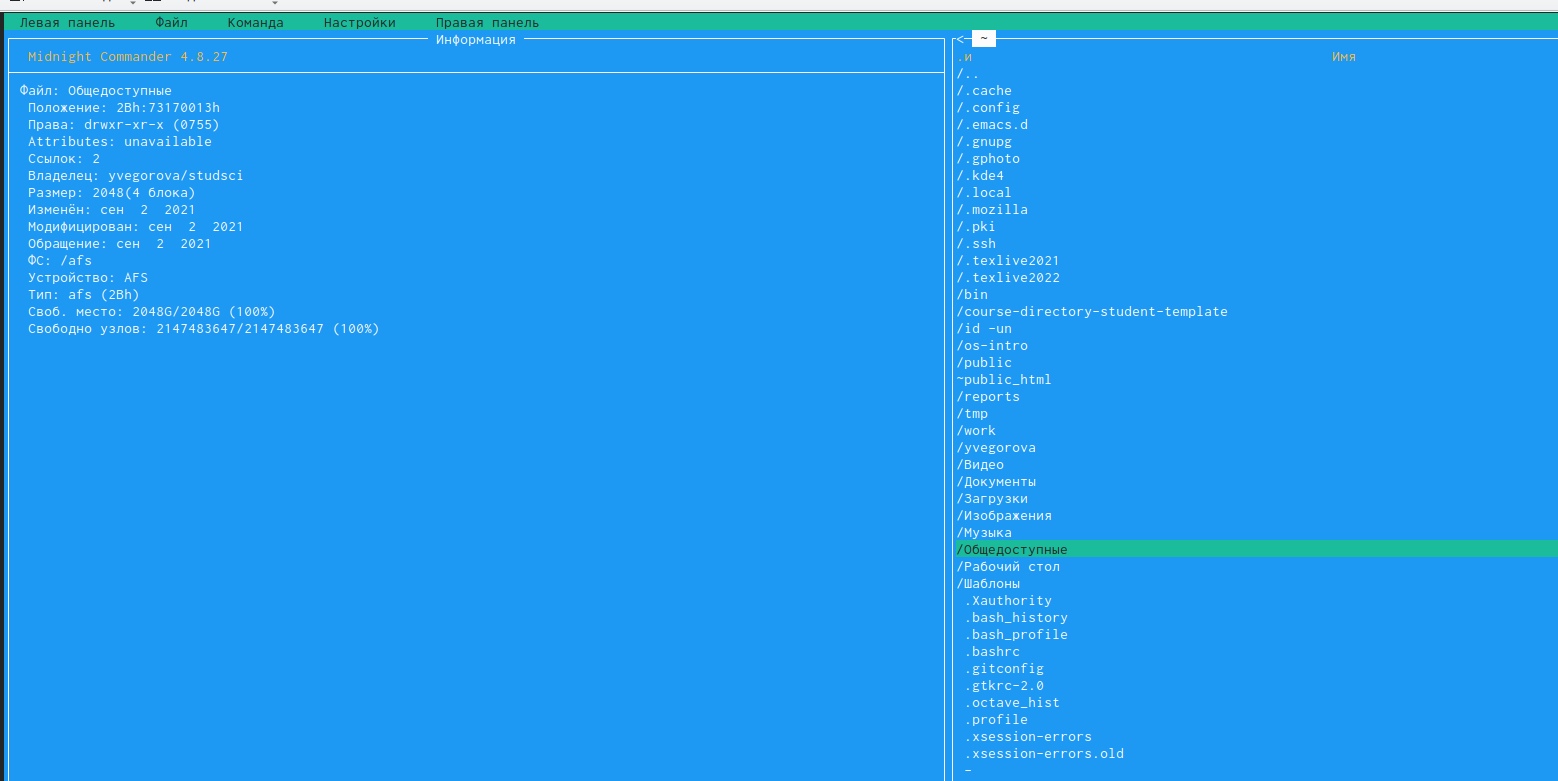 Левая панель Файл Команда Настройки Правая панель
Информация
Midnight Commander 4.8.27
Файл: Общедоступные
Положение: 2Bh:73170013h
Права: drwxr-xr-x (0755)
Attributes: unavailable
Ссылок: 2
Владелец: yvegorova/studsci
Размер: 2048(4 блока)
Изменён: сен 2 2021
Модифицирован: сен 2 2021
Обращение: сен 2 2021
ФС: /afs
Устройство: AFS
Тип: afs (2Bh)
Своб. место: 2048G/2048G (100%)
Свободно узлов: 2147483647/2147483647 (100%)
<- ~
.и Имя
/..
/.cache
/.config
/.emacs.d
/.gnupg
/.gphoto
/.kde4
/.local
/.mozilla
/.pki
/.ssh
/.texlive2021
/.texlive2022
/bin
/course-directory-student-template
/id -un
/os-intro
/public
~public_html
/reports
/tmp
/work
/yvegorova
/Видео
/Документы
/Загрузки
/Изображения
/Музыка
/Общедоступные
/Рабочий стол
/Шаблоны
.Xauthority
.bash_history
.bash_profile
.bashrc
.gitconfig
.gtkrc-2.0
.octave_hist
.profile
.xsession-errors
.xsession-errors.old